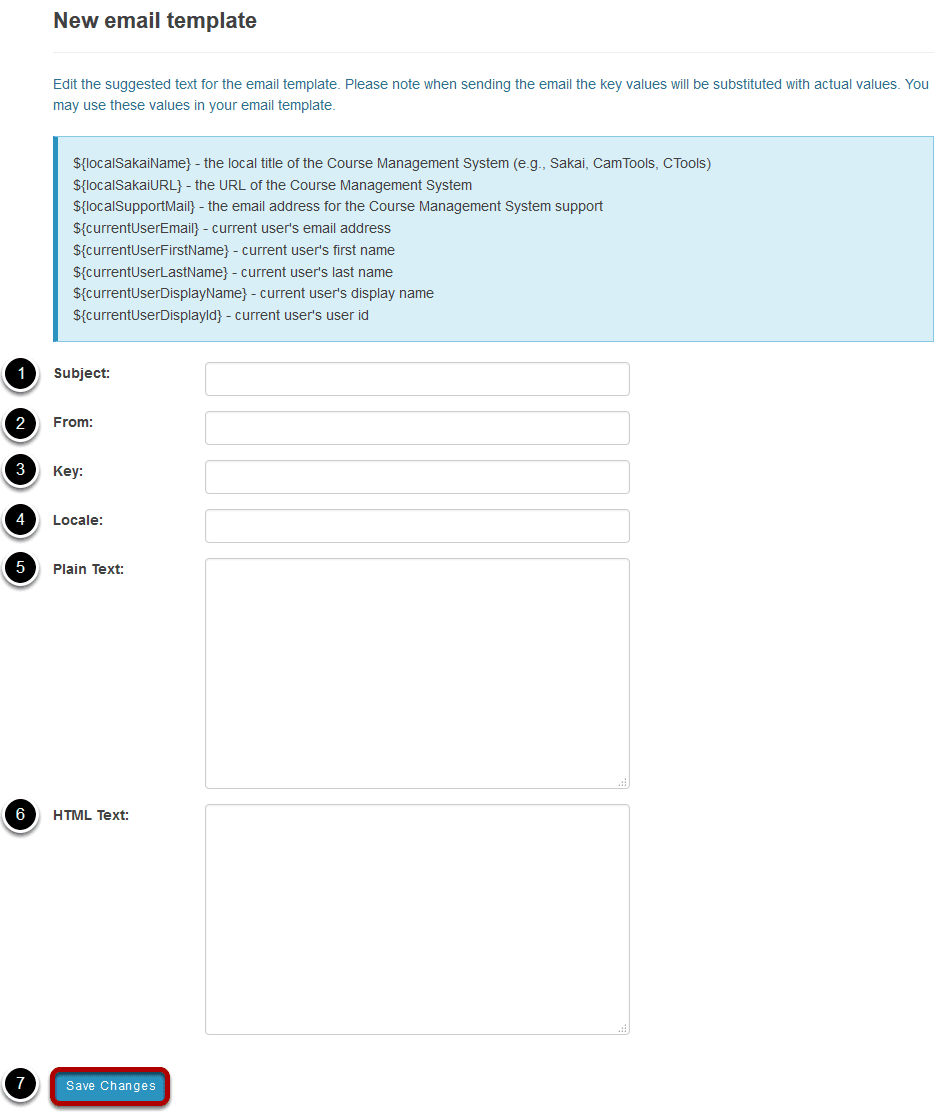 New email template
Edit the suggested text for the email template. Please note when sending the email the key values will be substituted with actual values. You
may use these values in your email template.
${localSakaiName} - the local title of the Course Management System (e.g., Sakai, CamTools, CTools)
${localSakaiURL} - the URL of the Course Management System
${localSupportMail} - the email address for the Course Management System support
${currentUserEmail} - current user's email address
${currentUserFirstName} - current user's first name
${currentUserLastName} - current user's last name
${currentUserDisplayName} - current user's display name
${currentUserDisplayId} - current user's user id
1 Subject:
2 From:
3 Key:
4 Locale:
5 Plain Text:
6 HTML Text:
7 Save Changes